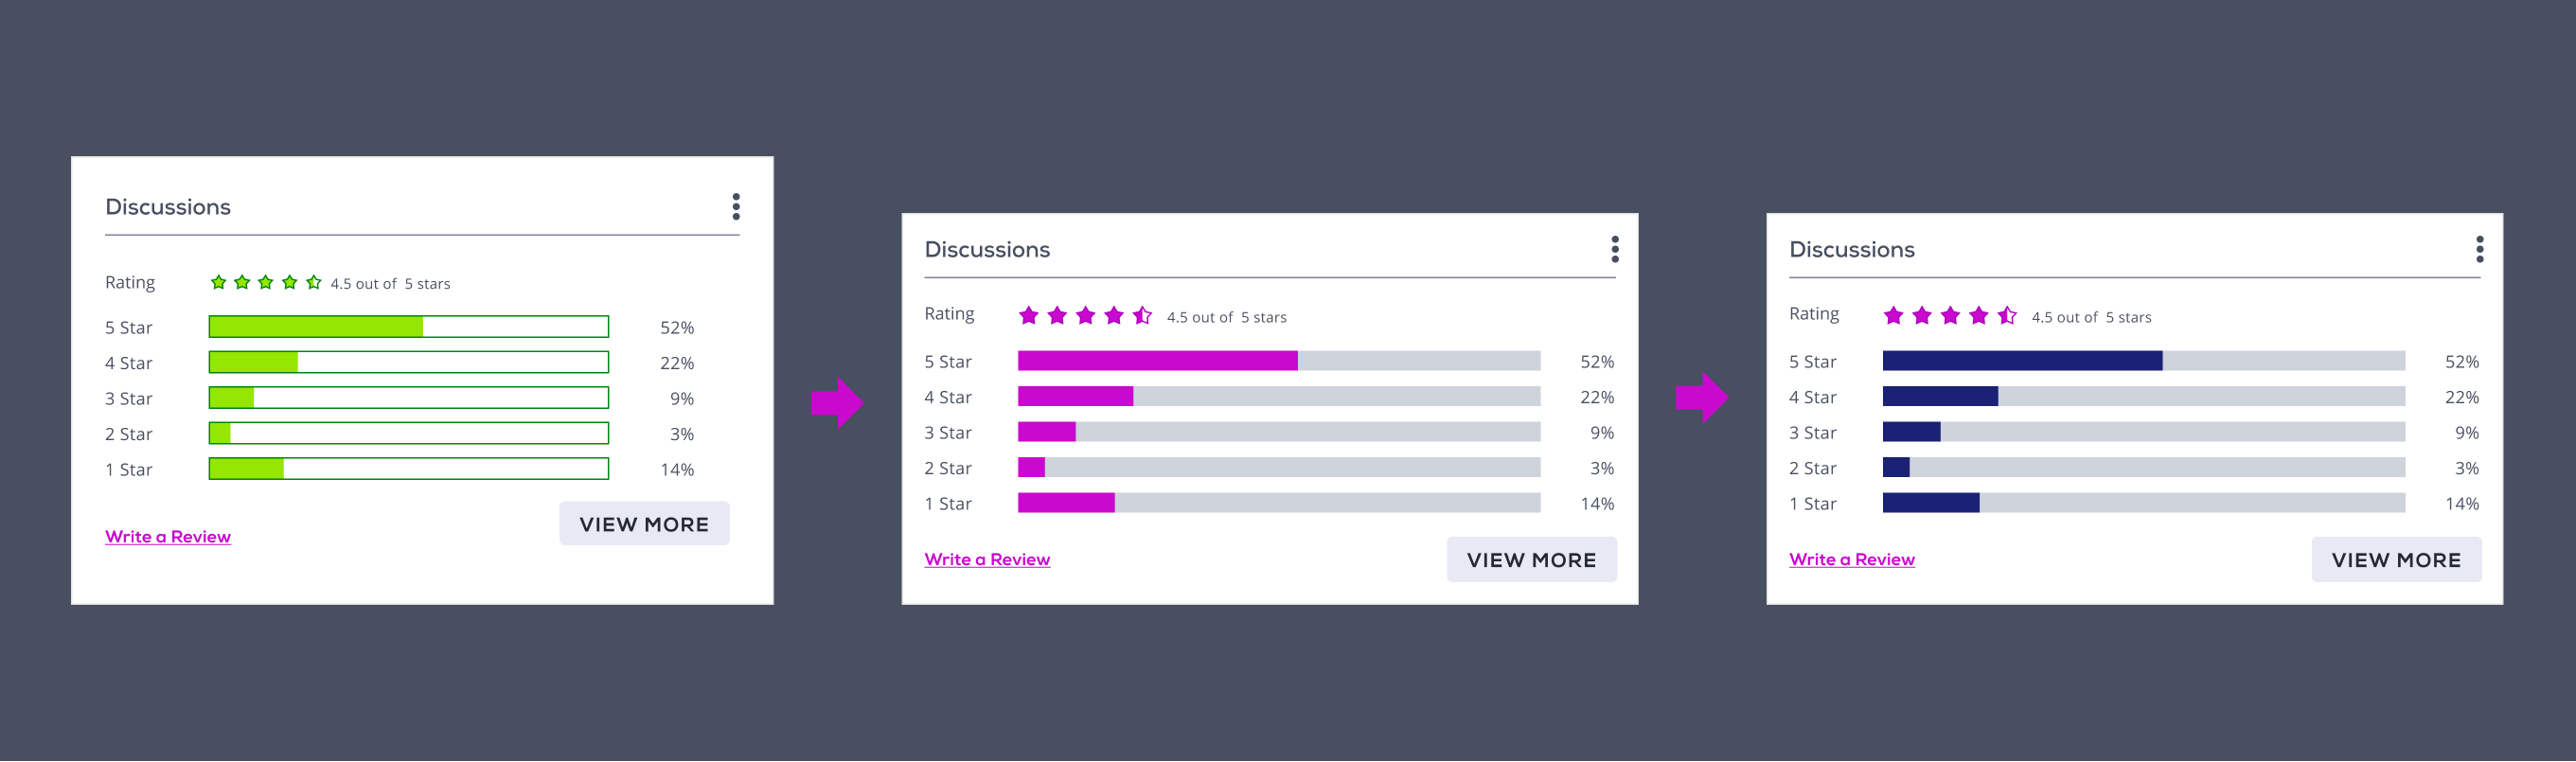 Discussions
Rating 4.5 out of 5 stars
5 Star 52%
4 Star 22%
3 Star 9%
2 Star 3%
1 Star 14%
VIEW MORE
Write a Review
Discussions
Rating 4.5 out of 5 stars
5 Star 52%
4 Star 22%
3 Star 9%
2 Star 3%
1 Star 14%
Write a Review VIEW MORE
Discussions
Rating 4.5 out of 5 stars
5 Star 52%
4 Star 22%
3 Star 9%
2 Star 3%
1 Star 14%
Write a Review VIEW MORE